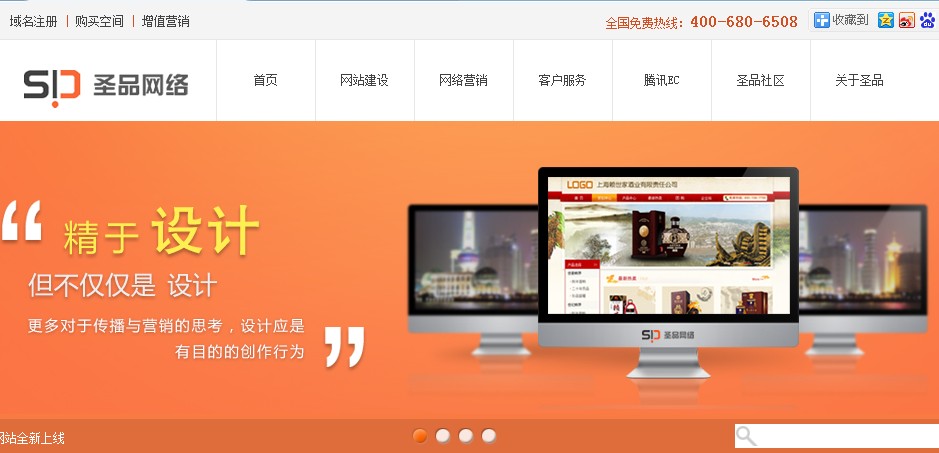 域名注册 | 购买空间 | 增值营销
全国免费热线：400-680-6508
收藏到
SID 圣品网络
首页 网站建设 网络营销 客户服务 腾讯EC 圣品社区 关于圣品
“ 精于 设计
但不仅仅是 设计
更多对于传播与营销的思考，设计应是
有目的的创作行为 ”
LOGO
SID 圣品网络
网站全新上线